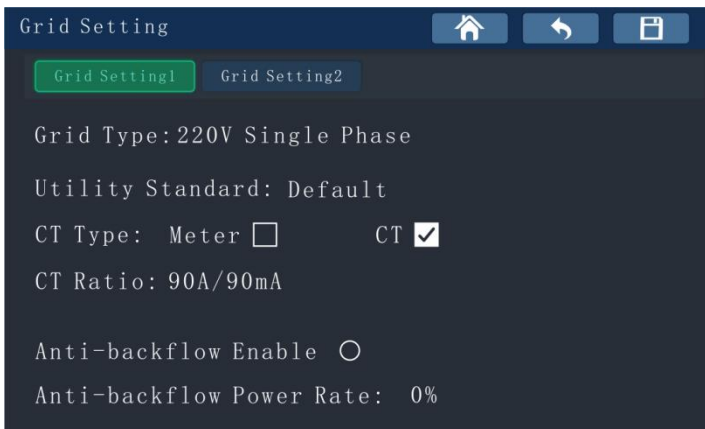 Grid Setting
Grid Setting1 Grid Setting2
Grid Type:220V Single Phase
Utility Standard: Default
CT Type: Meter CT
CT Ratio: 90A/90mA
Anti-backflow Enable
Anti-backflow Power Rate: 0%